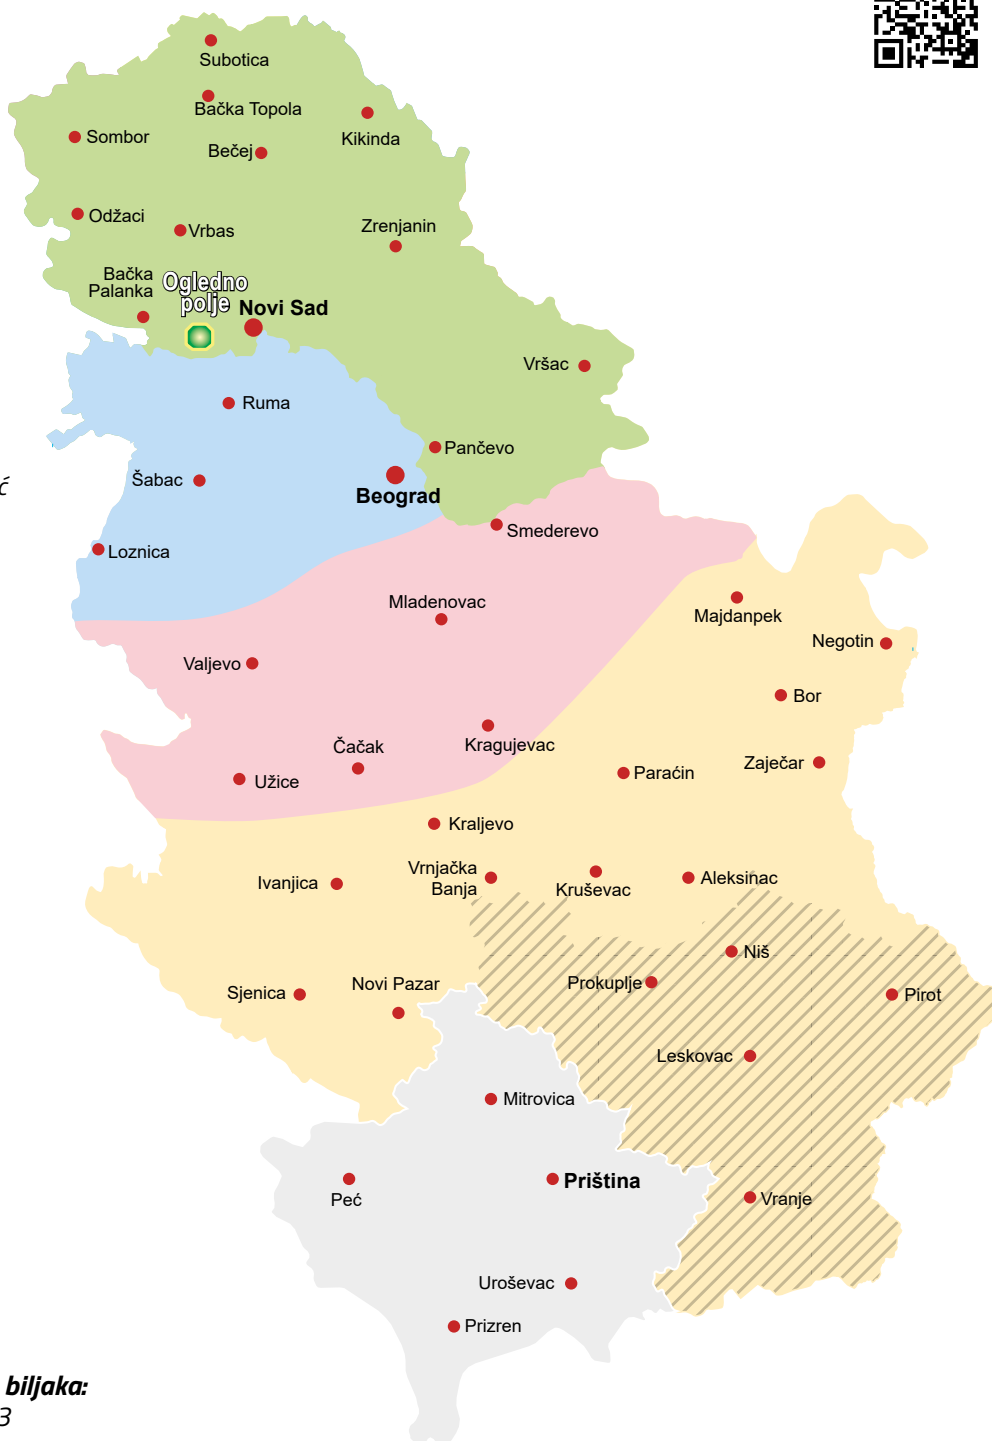 Subotica
Bačka Topola
Kikinda
Sombor
Bečej
Odžaci
Vrbas
Zrenjanin
Bačka
Palanka
Ogledno
polje
Novi Sad
Vršac
Ruma
Pančevo
Šabac
ć
Beograd
Smederevo
Loznica
Mladenovac
Majdanpek
Negotin
Valjevo
Bor
Kragujevac
Čačak
Zaječar
Paraćin
Užice
Kraljevo
Vrnjačka
Banja
Ivanjica
Kruševac
Aleksinac
Niš
Prokuplje
Novi Pazar
Sjenica
Pirot
Leskovac
Mitrovica
Priština
Peć
Vranje
Uroševac
Prizren
biljaka:
3